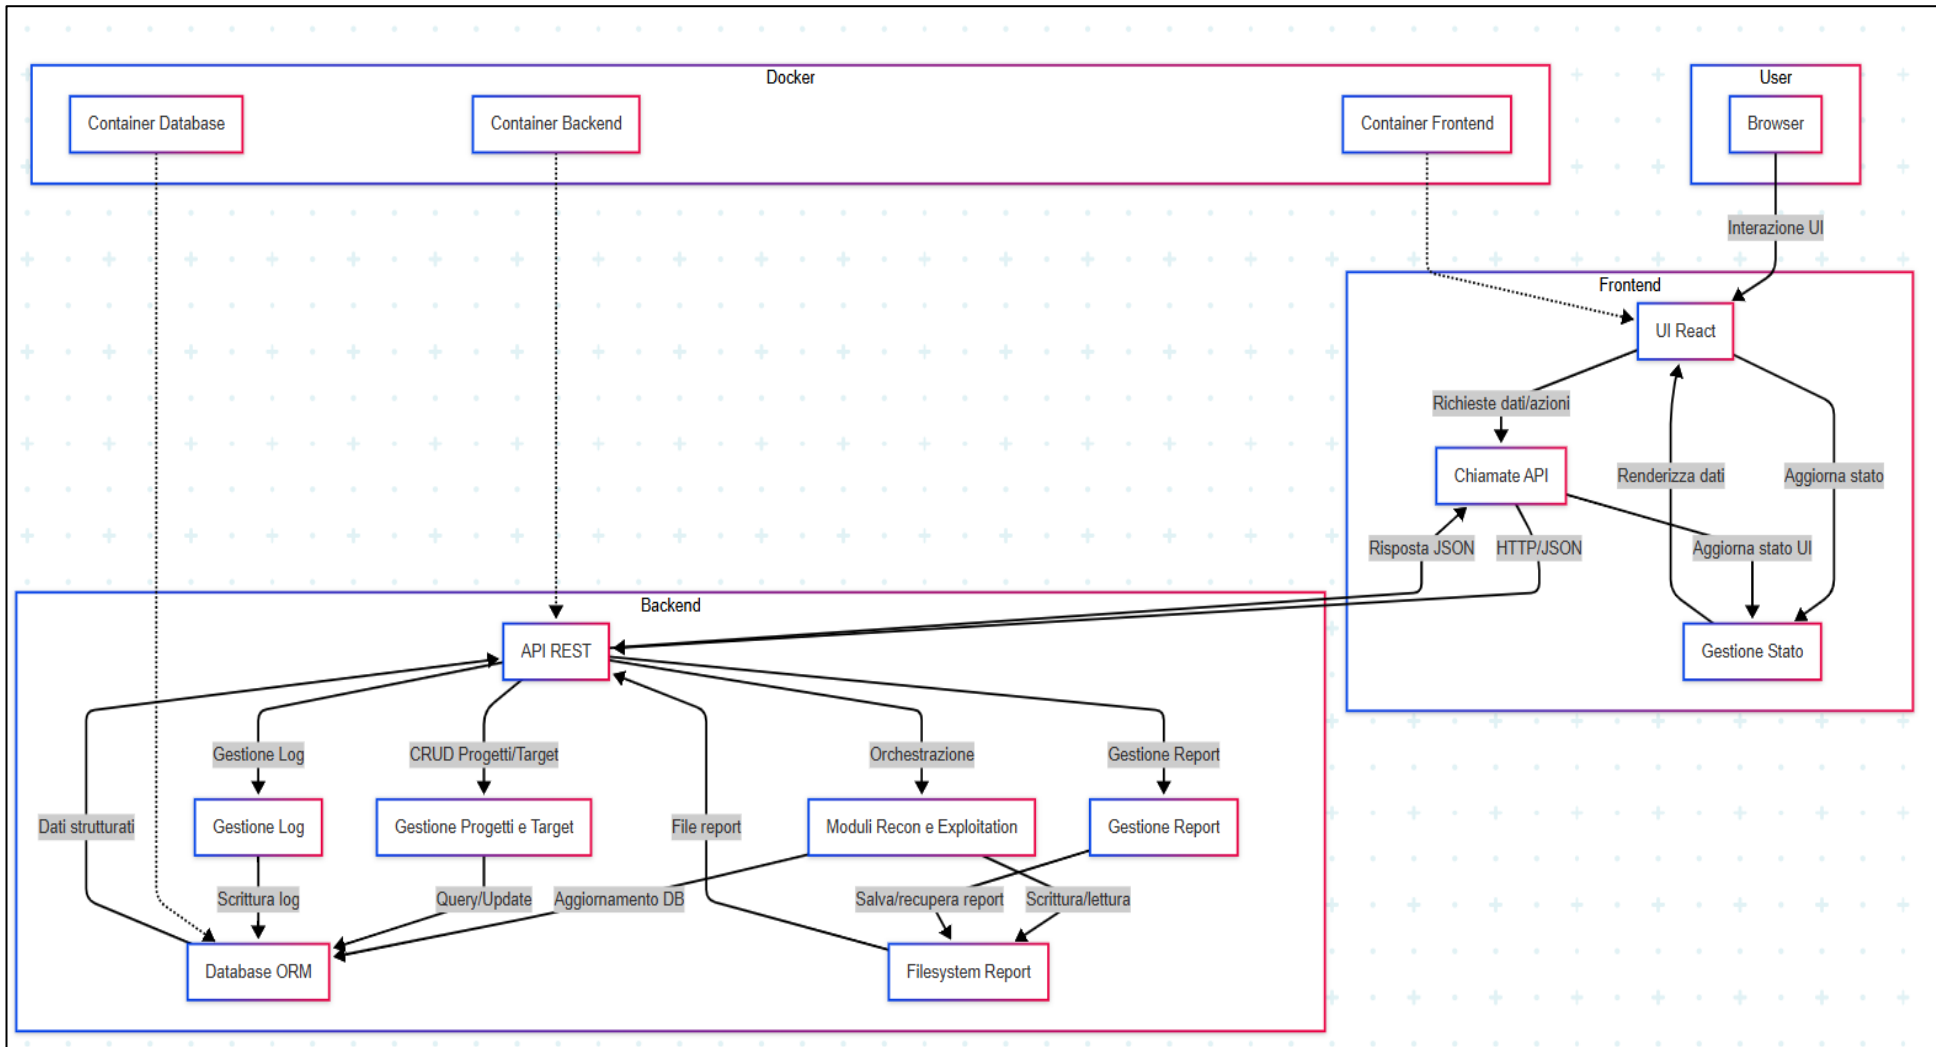 Docker
User
Container Database
Container Backend
Container Frontend
Browser
Interazione UI
Frontend
UI React
Richieste dati/azioni
Chiamate API
Renderizza dati
Aggiorna stato
Risposta JSON
HTTP/JSON
Aggiorna stato UI
Gestione Stato
Backend
API REST
Gestione Log
CRUD Progetti/Target
Orchestrazione
Gestione Report
Dati strutturati
Gestione Log
Gestione Progetti e Target
File report
Moduli Recon e Exploitation
Gestione Report
Scrittura log
Query/Update
Aggiornamento DB
Salva/recupera report
Scrittura/lettura
Database ORM
Filesystem Report